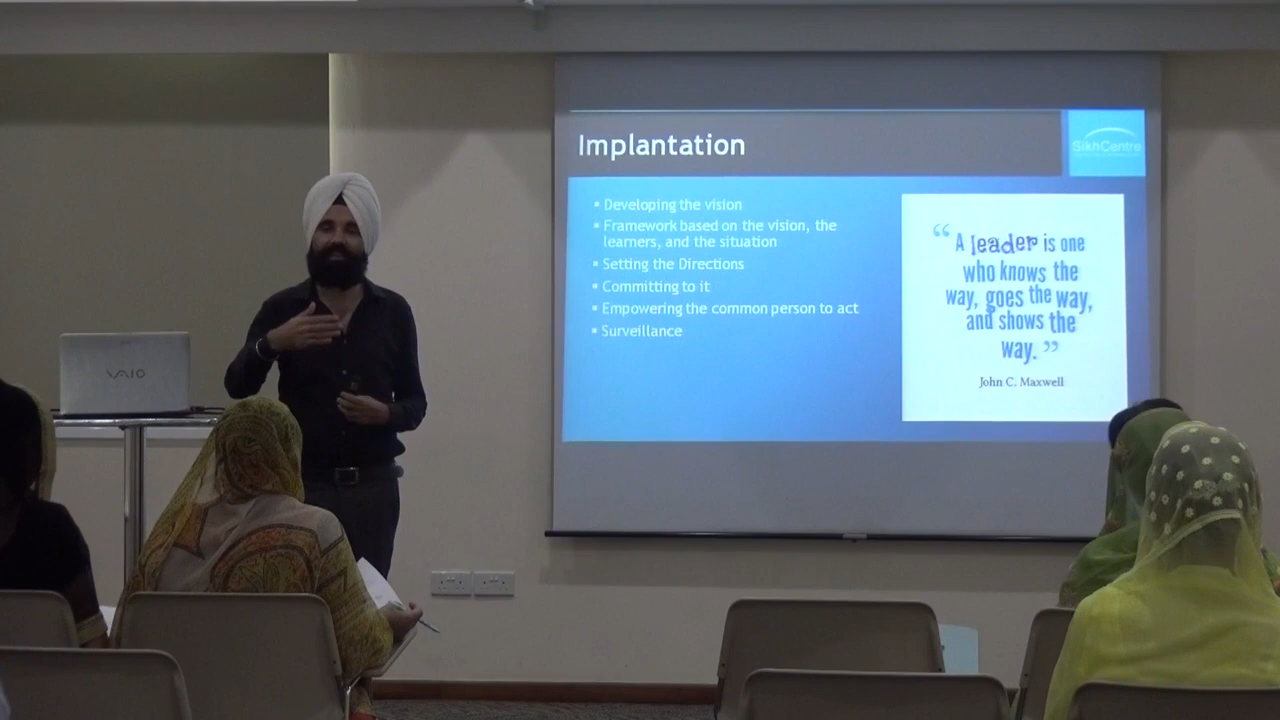 Implantation
SikhCentre
▪ Developing the vision
▪ Framework based on the vision, the
learners, and the situation
▪ Setting the Directions
▪ Committing to it
▪ Empowering the common person to act
▪ Surveillance
“ A leader is one
who knows the
way, goes the way,
and shows the
way. ”
John C. Maxwell
VAIO